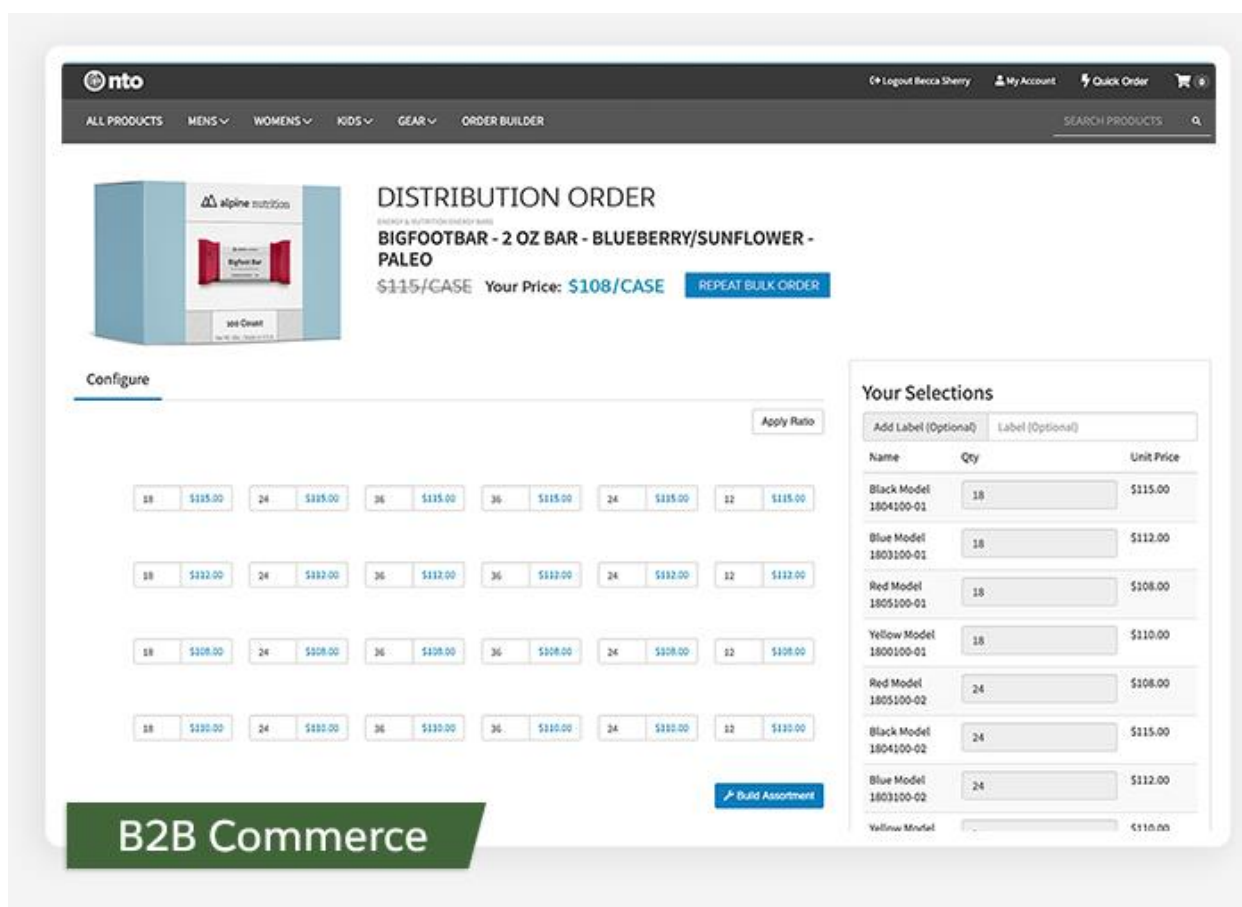 nto
Logout Becca Sherry My Account Quick Order 0
ALL PRODUCTS MENS WOMENS KIDS GEAR ORDER BUILDER SEARCH PRODUCTS
alpine nutrition
Bigfoot Bar
100 Count
DISTRIBUTION ORDER
ENERGY & NUTRITION ENERGY BARS
BIGFOOTBAR - 2 OZ BAR - BLUEBERRY/SUNFLOWER -
PALEO
$115/CASE Your Price: $108/CASE REPEAT BULK ORDER
Configure
Apply Ratio
18 $115.00 24 $115.00 36 $115.00 36 $115.00 24 $115.00 12 $115.00
18 $112.00 24 $112.00 36 $112.00 36 $112.00 24 $112.00 12 $112.00
18 $108.00 24 $108.00 36 $108.00 36 $108.00 24 $108.00 12 $108.00
18 $110.00 24 $110.00 36 $110.00 36 $110.00 24 $110.00 12 $110.00
Build Assortment
Your Selections
Add Label (Optional) Label (Optional)
Name Qty Unit Price
Black Model
1804100-01
18 $115.00
Blue Model
1803100-01
18 $112.00
Red Model
1805100-01
18 $108.00
Yellow Model
1800100-01
18 $110.00
Red Model
1805100-02
24 $108.00
Black Model
1804100-02
24 $115.00
Blue Model
1803100-02
24 $112.00
Yellow Model $110.00
B2B Commerce